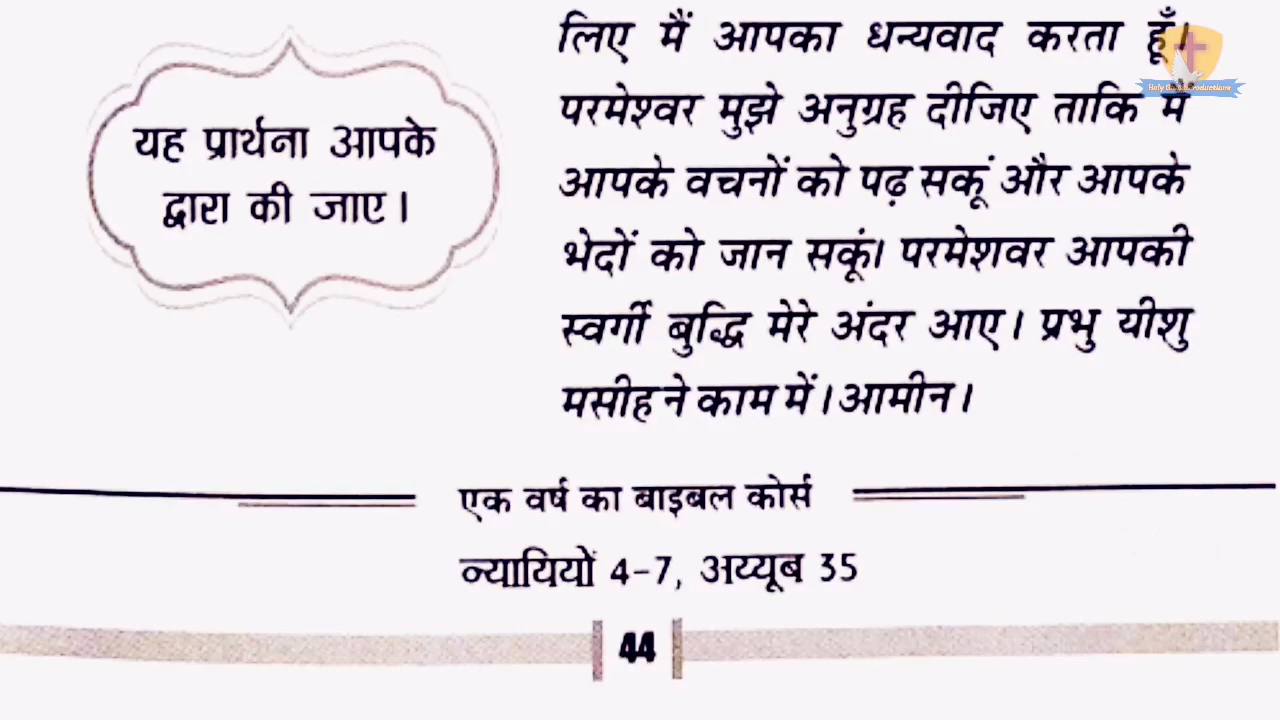 यह प्रार्थना आपके
द्वारा की जाए।
लिए मैं आपका धन्यवाद करता हूँ।
परमेश्वर मुझे अनुग्रह दीजिए ताकि मैं
आपके वचनों को पढ़ सकूं और आपके
भेदों को जान सकूं। परमेशवर आपकी
स्वर्गी बुद्धि मेरे अंदर आए। प्रभु यीशु
मसीह ने काम में। आमीन।
एक वर्ष का बाइबल कोर्स
न्यायियों 4-7, अय्यूब 35
44